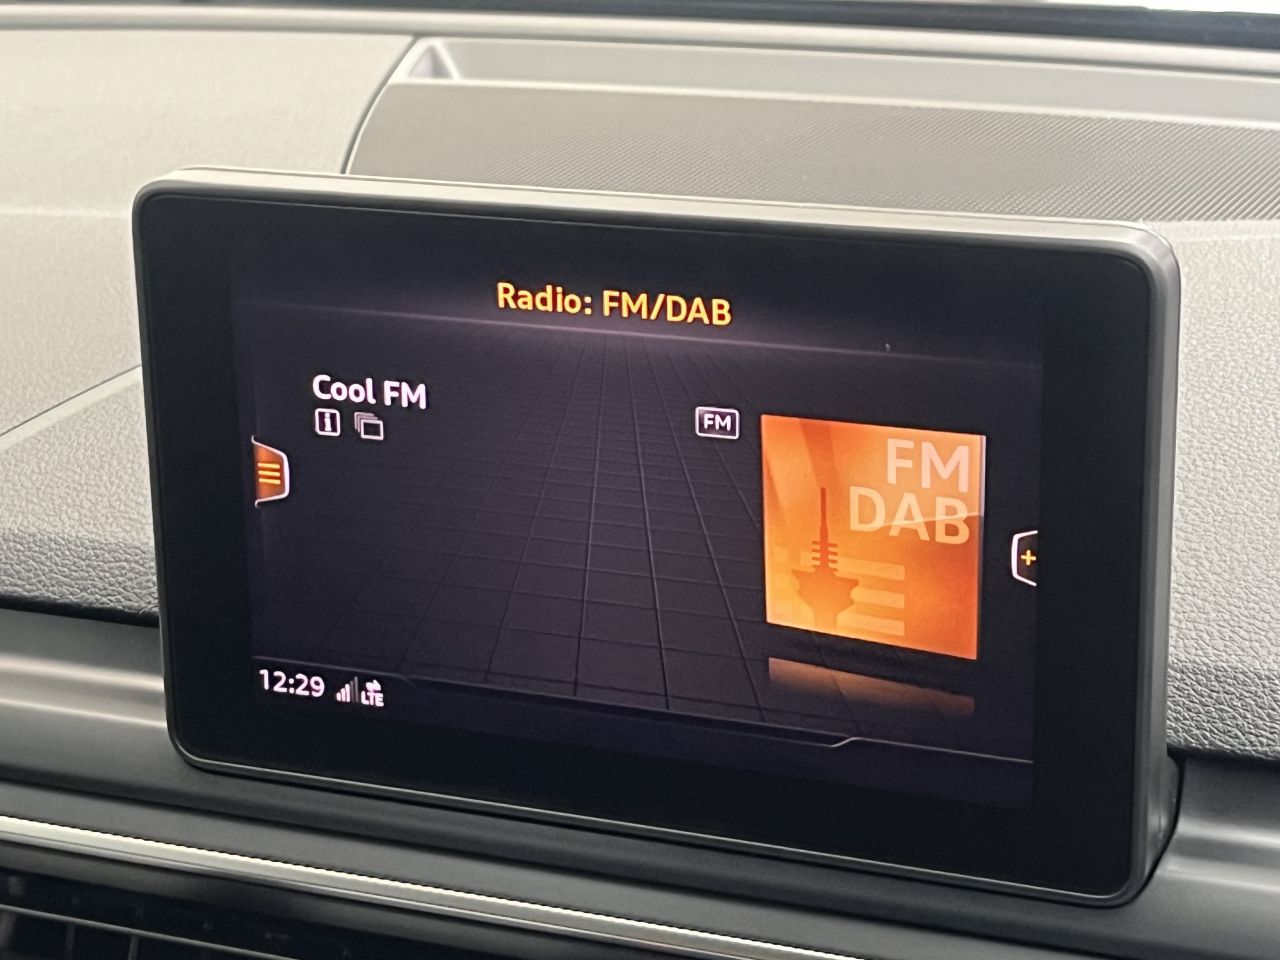 Radio: FM/DAB
Cool FM
FM
FM
DAB
12:29
LTE